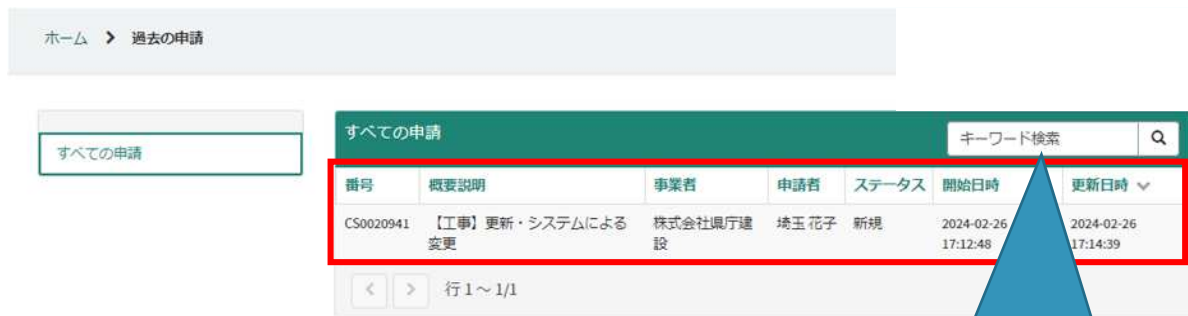 ホーム > 過去の申請
すべての申請
すべての申請
キーワード検索
番号 概要説明 事業者 申請者 ステータス 開始日時 更新日時
CS0020941 【工事】更新・システムによる 株式会社県庁建 埼玉 花子 新規 2024-02-26 2024-02-26
変更 設 17:12:48 17:14:39
< > 行 1 ~ 1/1